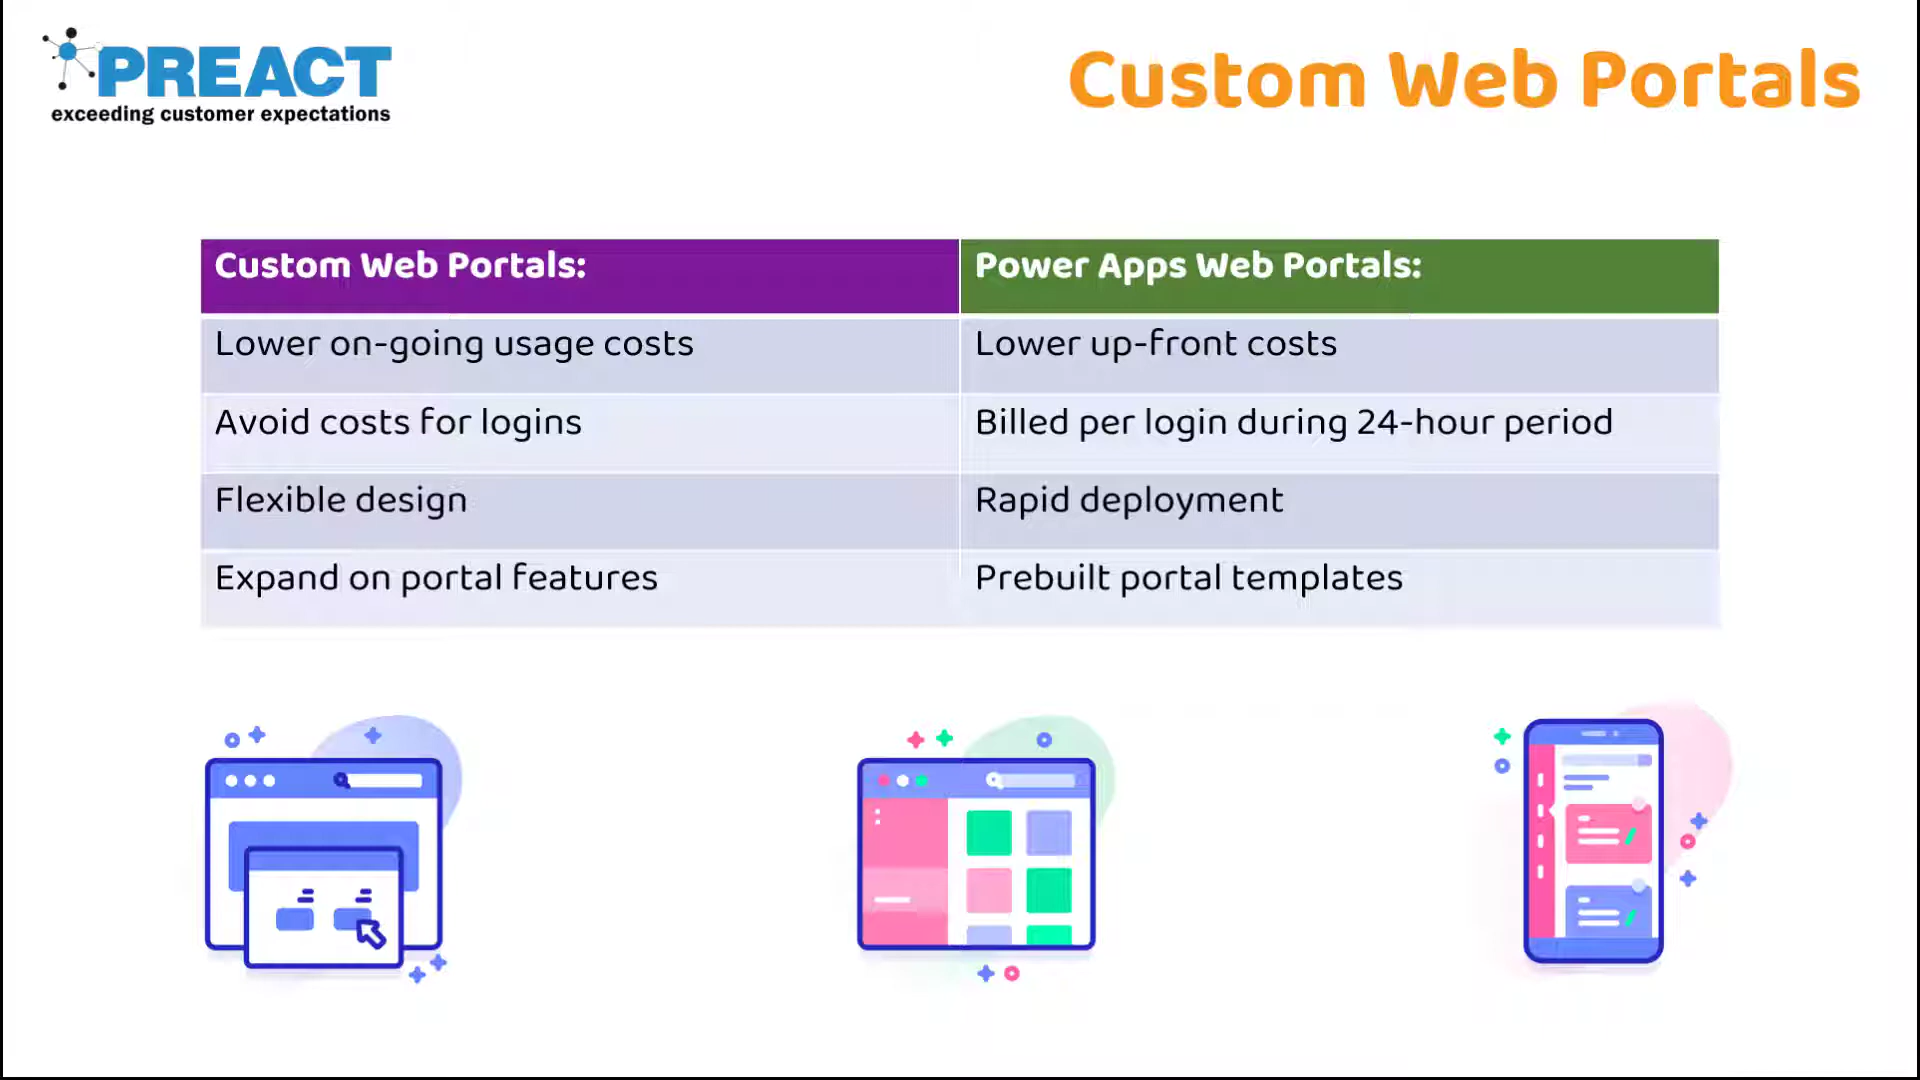 PREACT
exceeding customer expectations
Custom Web Portals
Custom Web Portals:
Power Apps Web Portals:
Lower on-going usage costs
Lower up-front costs
Avoid costs for logins
Billed per login during 24-hour period
Flexible design
Rapid deployment
Expand on portal features
Prebuilt portal templates